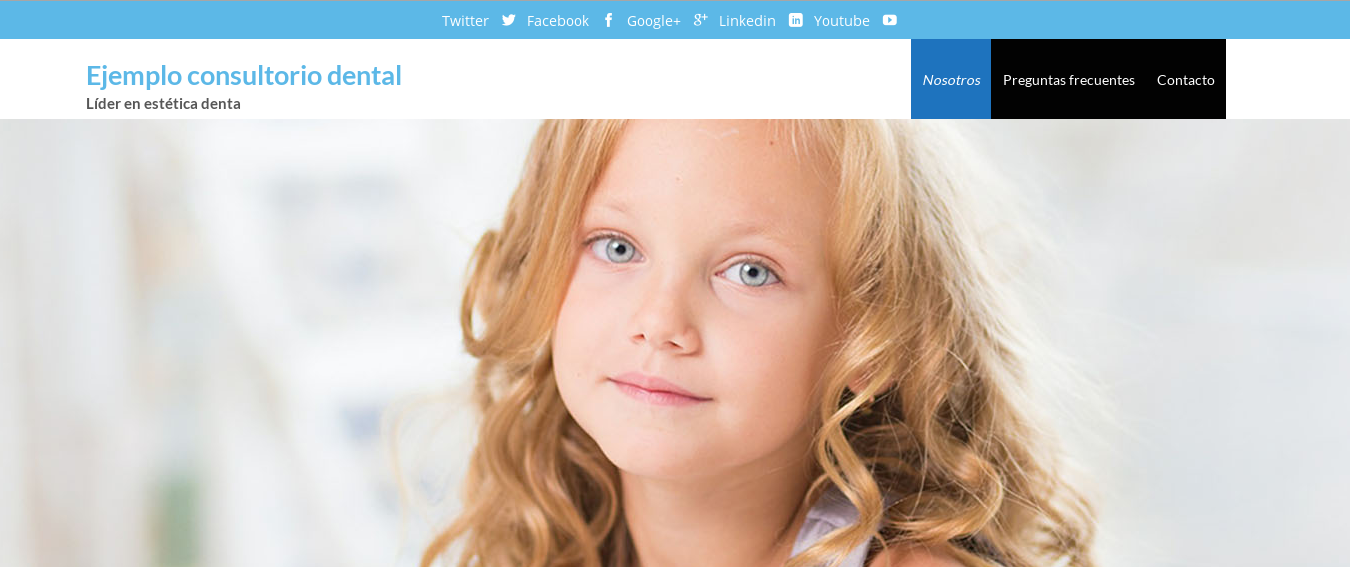 Twitter Facebook Google+ Linkedin Youtube
Ejemplo consultorio dental
Líder en estética denta
Nosotros Preguntas frecuentes Contacto